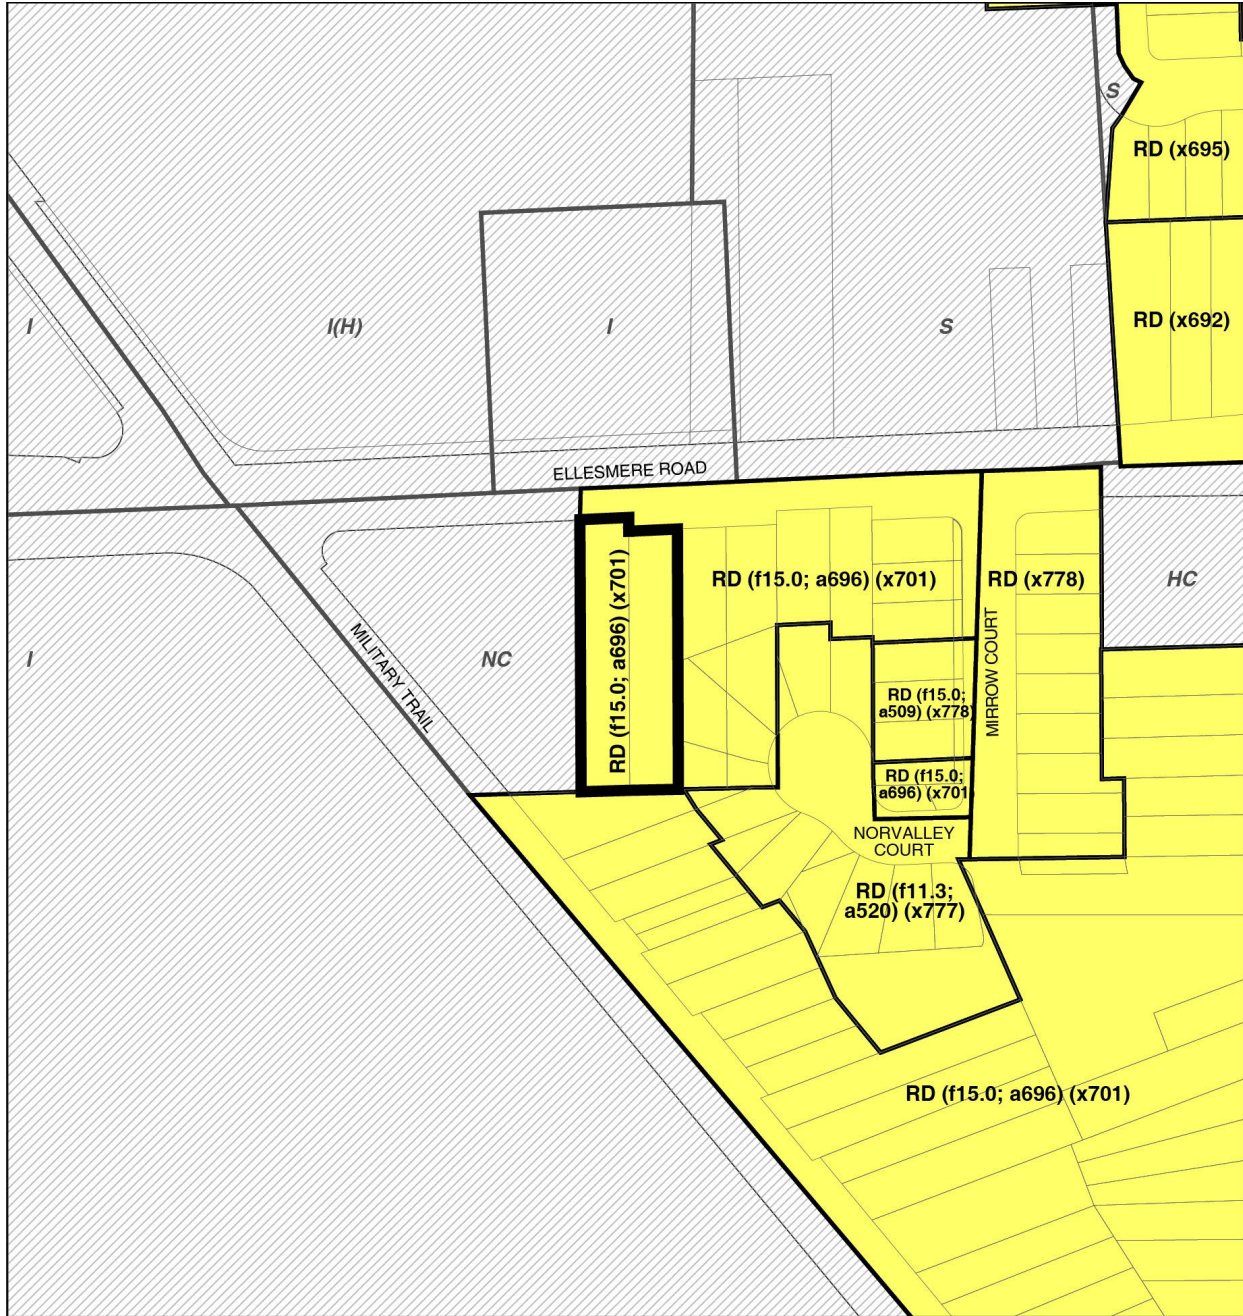 S
RD (x695)
I
I(H)
I
S
RD (x692)
ELLESMERE ROAD
RD (f15.0; a696) (x701)
RD (f15.0; a696) (x701)
RD (x778)
HC
I
MILITARY TRAIL
NC
MIRROW COURT
RD (f15.0;
a509) (x778)
RD (f15.0;
a696) (x701)
NORVALLEY
COURT
RD (f11.3;
a520) (x777)
RD (f15.0; a696) (x701)